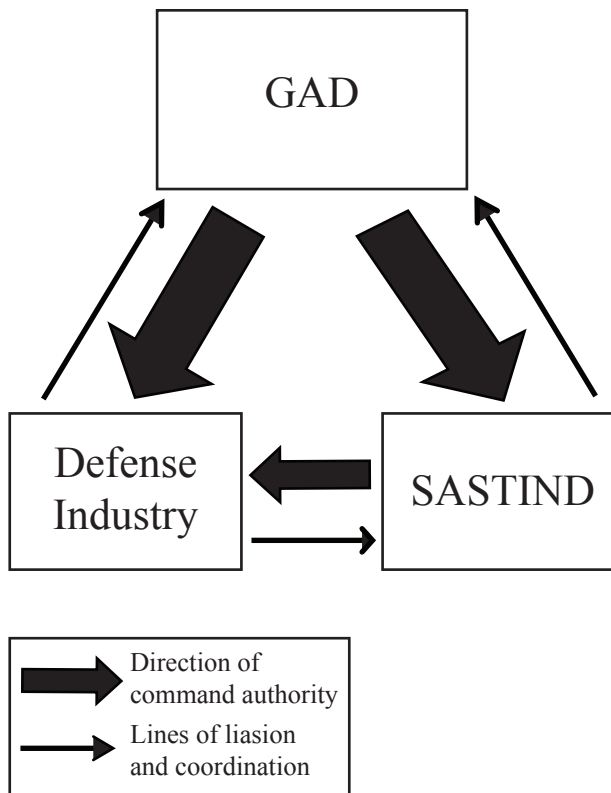 GAD
Defense
Industry
SASTIND
Direction of
command authority
Lines of liasion
and coordination